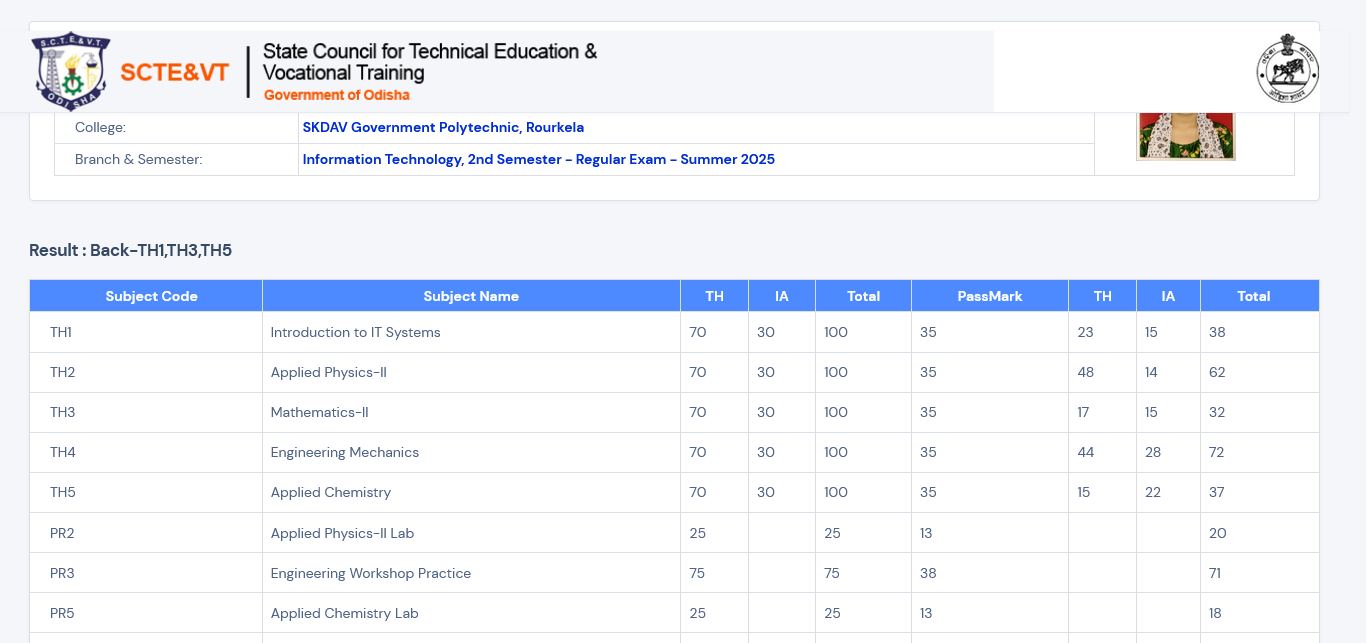 S.C.T.E.&V.T.
ODISHA
SCTE&VT
State Council for Technical Education &
Vocational Training
Government of Odisha
College: SKDAV Government Polytechnic, Rourkela
Branch & Semester: Information Technology, 2nd Semester - Regular Exam - Summer 2025
Result : Back-TH1,TH3,TH5
Subject Code Subject Name TH IA Total PassMark TH IA Total
TH1 Introduction to IT Systems 70 30 100 35 23 15 38
TH2 Applied Physics-II 70 30 100 35 48 14 62
TH3 Mathematics-II 70 30 100 35 17 15 32
TH4 Engineering Mechanics 70 30 100 35 44 28 72
TH5 Applied Chemistry 70 30 100 35 15 22 37
PR2 Applied Physics-II Lab 25 25 13 20
PR3 Engineering Workshop Practice 75 75 38 71
PR5 Applied Chemistry Lab 25 25 13 18